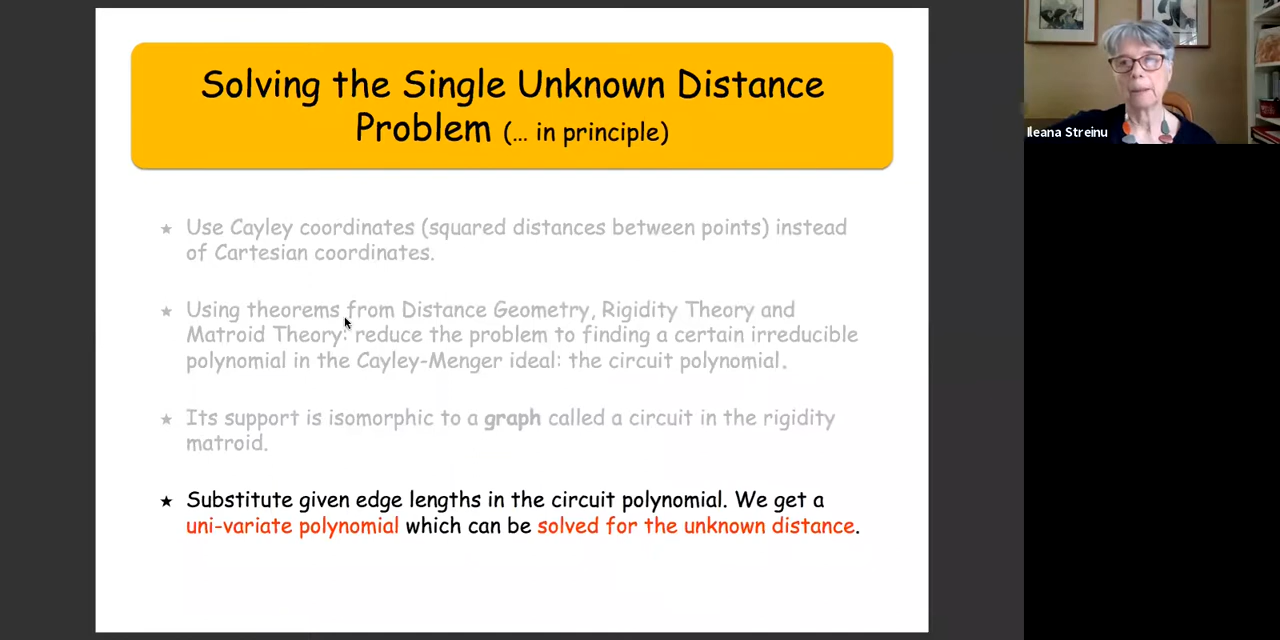 Solving the Single Unknown Distance
Problem (... in principle)
★ Use Cayley coordinates (squared distances between points) instead
of Cartesian coordinates.
★ Using theorems from Distance Geometry, Rigidity Theory and
Matroid Theory: reduce the problem to finding a certain irreducible
polynomial in the Cayley-Menger ideal: the circuit polynomial.
★ Its support is isomorphic to a graph called a circuit in the rigidity
matroid.
★ Substitute given edge lengths in the circuit polynomial. We get a
uni-variate polynomial which can be solved for the unknown distance.
Ileana Streinu